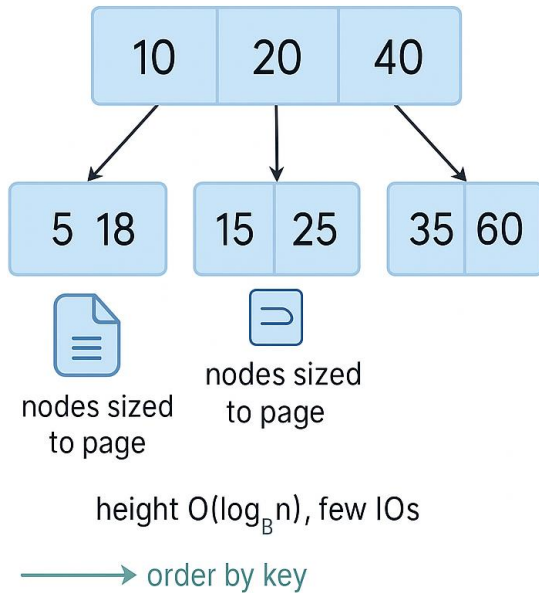 10 20 40
5 18 15 25 35 60
nodes sized
to page
nodes sized
to page
height O(log_B n), few IOs
order by key